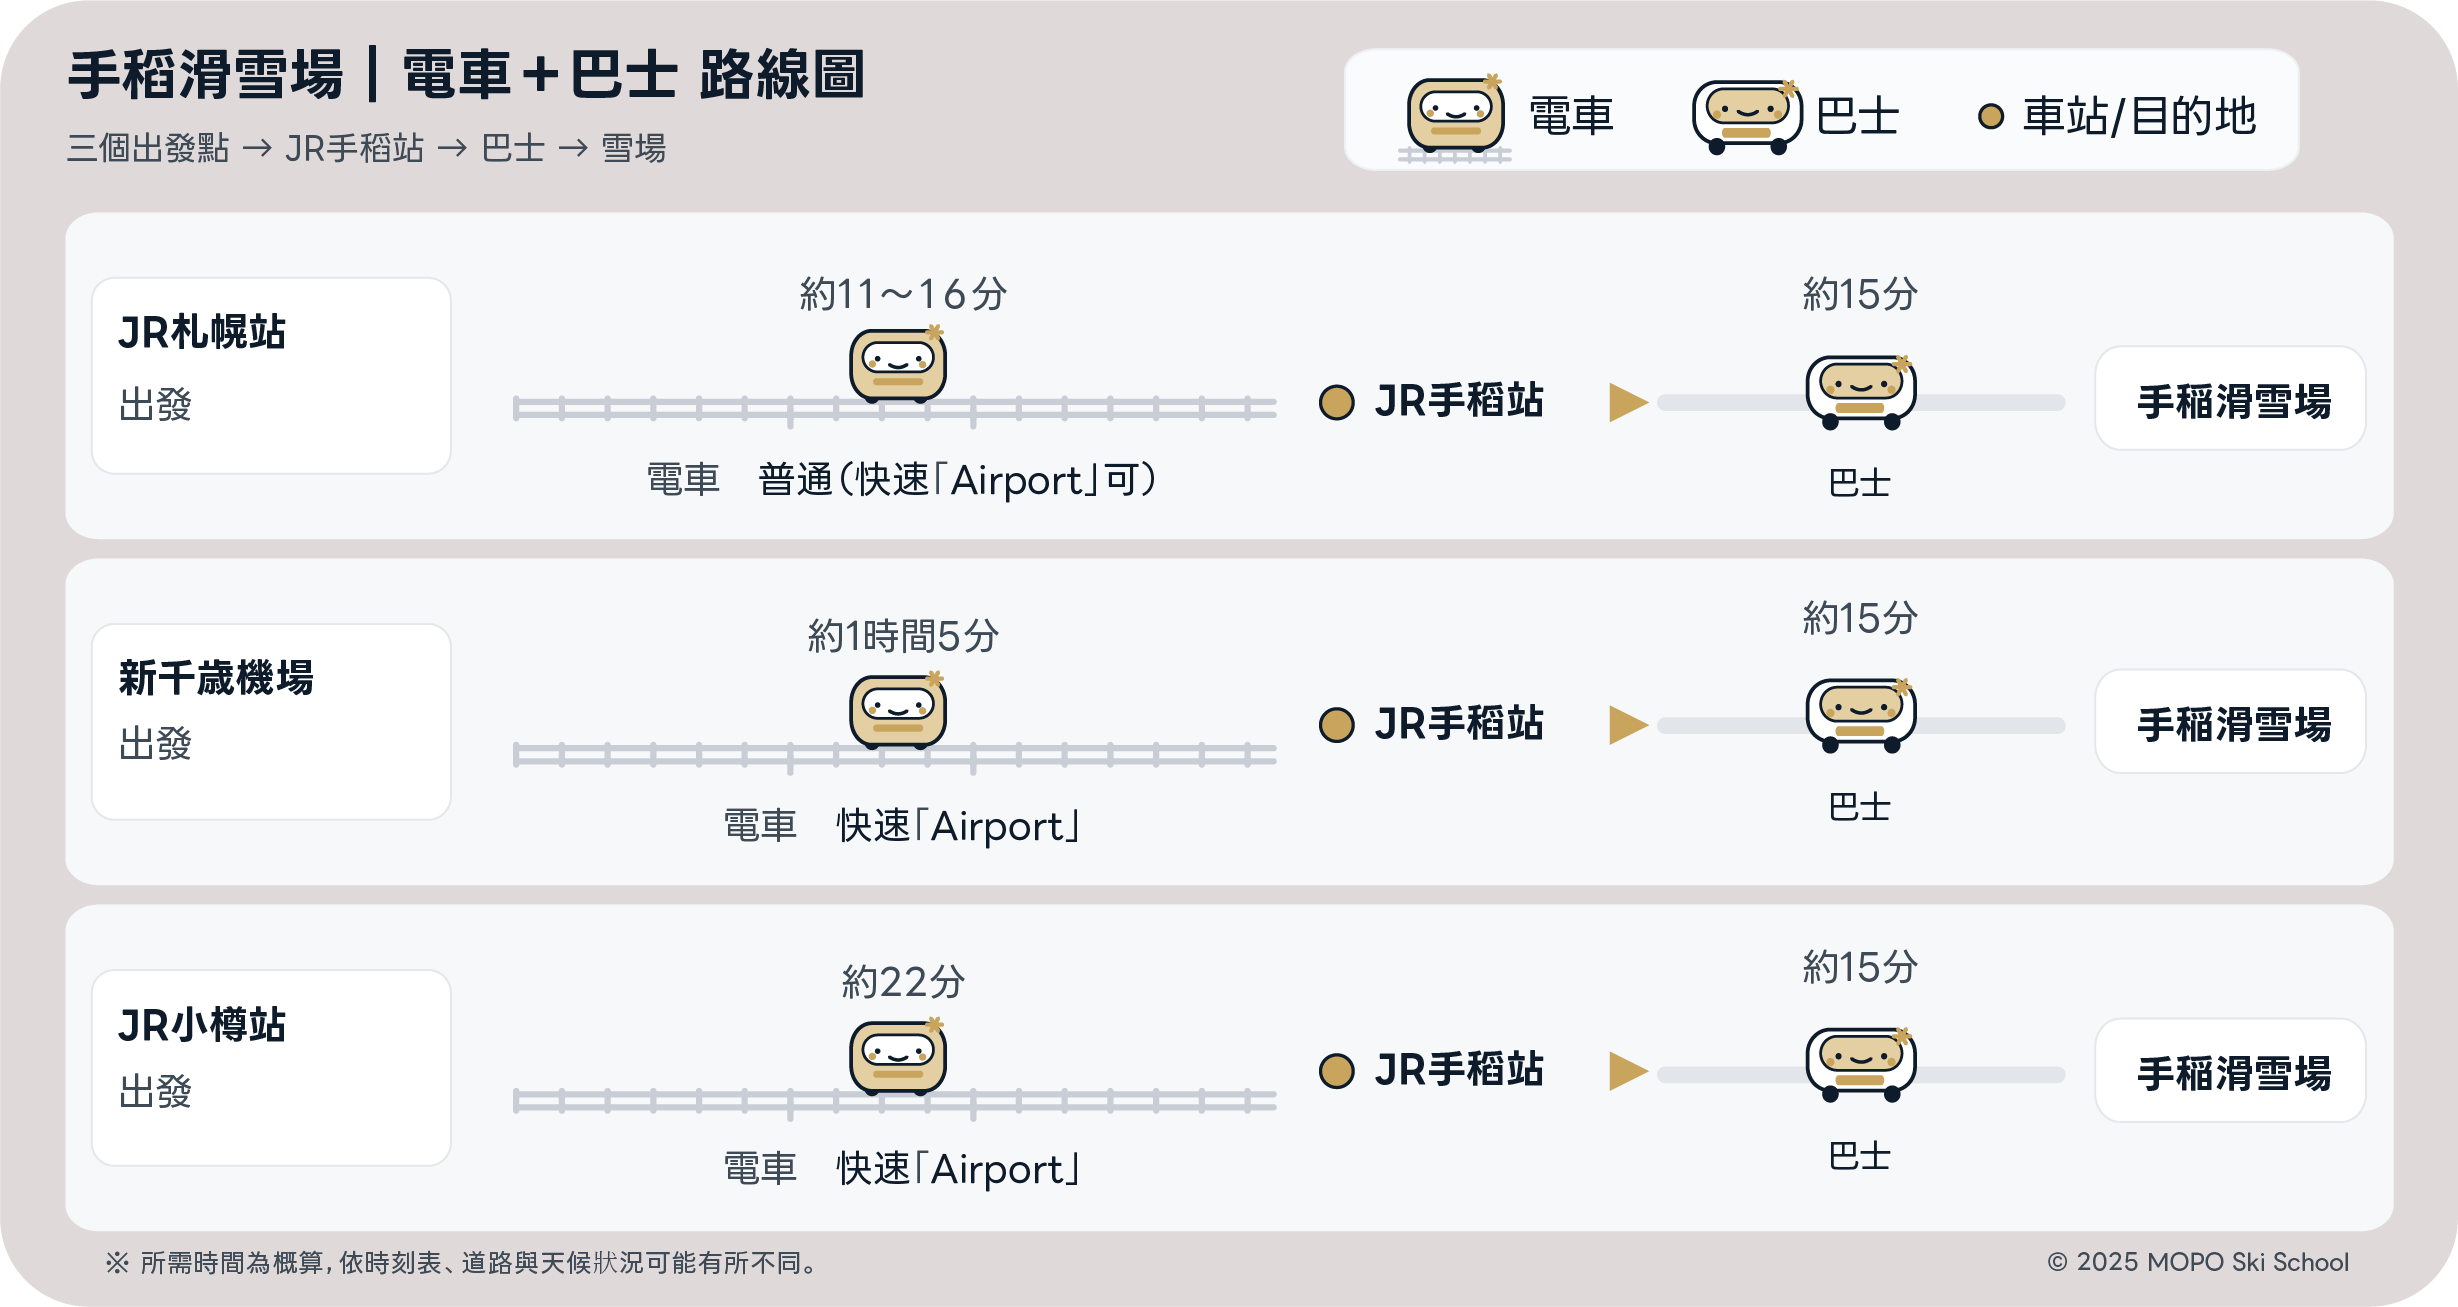 手稲滑雪場｜電車＋巴士 路線圖
三個出發點 → JR手稻站 → 巴士 → 雪場
電車
巴士
車站/目的地
JR札幌站
出發
約11～16分
電車　普通（快速「Airport」可）
JR手稻站
約15分
巴士
手稲滑雪場
新千歲機場
出發
約1時間5分
電車　快速「Airport」
JR手稻站
約15分
巴士
手稲滑雪場
JR小樽站
出發
約22分
電車　快速「Airport」
JR手稻站
約15分
巴士
手稲滑雪場
※ 所需時間為概算，依時刻表、道路與天候狀況可能有所不同。
© 2025 MOPO Ski School